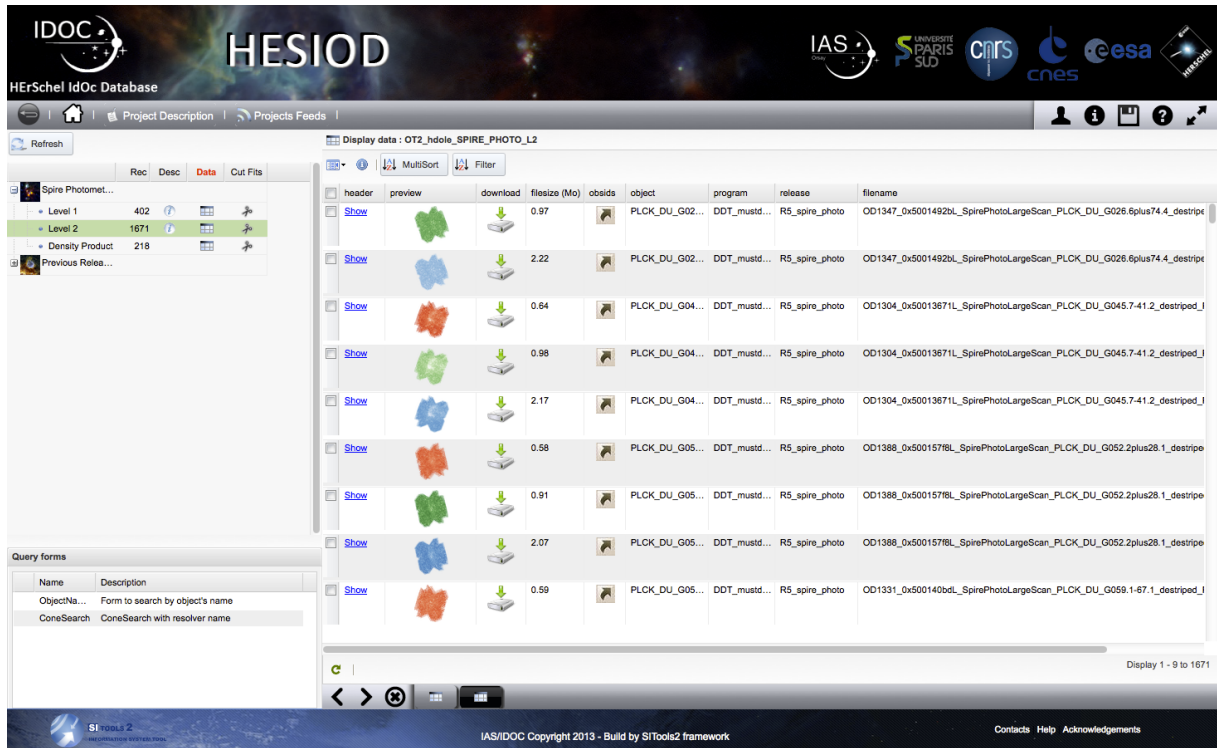 IDOC
HErSchel IdOc Database
HESIOD
IAS
Orsay
UNIVERSITÉ
PARIS
SUD
cnrs
cnes
esa
HERSCHEL
Project Description
Projects Feeds
Refresh
Rec Desc Data Cut Fits
Spire Photomet...
Level 1 402
Level 2 1671
Density Product 218
Previous Relea...
Query forms
Name Description
ObjectNa... Form to search by object's name
ConeSearch ConeSearch with resolver name
Display data : OT2_hdole_SPIRE_PHOTO_L2
MultiSort Filter
header preview download filesize (Mo) obsids object program release filename
Show 0.97 PLCK_DU_G02... DDT_mustd... R5_spire_photo OD1347_0x5001492bL_SpirePhotoLargeScan_PLCK_DU_G026.6plus74.4_destripe
Show 2.22 PLCK_DU_G02... DDT_mustd... R5_spire_photo OD1347_0x5001492bL_SpirePhotoLargeScan_PLCK_DU_G026.6plus74.4_destripe
Show 0.64 PLCK_DU_G04... DDT_mustd... R5_spire_photo OD1304_0x50013671L_SpirePhotoLargeScan_PLCK_DU_G045.7-41.2_destriped_
Show 0.98 PLCK_DU_G04... DDT_mustd... R5_spire_photo OD1304_0x50013671L_SpirePhotoLargeScan_PLCK_DU_G045.7-41.2_destriped_
Show 2.17 PLCK_DU_G04... DDT_mustd... R5_spire_photo OD1304_0x50013671L_SpirePhotoLargeScan_PLCK_DU_G045.7-41.2_destriped_
Show 0.58 PLCK_DU_G05... DDT_mustd... R5_spire_photo OD1388_0x500157f8L_SpirePhotoLargeScan_PLCK_DU_G052.2plus28.1_destripe
Show 0.91 PLCK_DU_G05... DDT_mustd... R5_spire_photo OD1388_0x500157f8L_SpirePhotoLargeScan_PLCK_DU_G052.2plus28.1_destripe
Show 2.07 PLCK_DU_G05... DDT_mustd... R5_spire_photo OD1388_0x500157f8L_SpirePhotoLargeScan_PLCK_DU_G052.2plus28.1_destripe
Show 0.59 PLCK_DU_G05... DDT_mustd... R5_spire_photo OD1331_0x500140bdL_SpirePhotoLargeScan_PLCK_DU_G059.1-67.1_destriped_
Display 1 - 9 to 1671
SI TOOLS 2
IAS/IDOC Copyright 2013 - Build by SITools2 framework
Contacts Help Acknowledgements